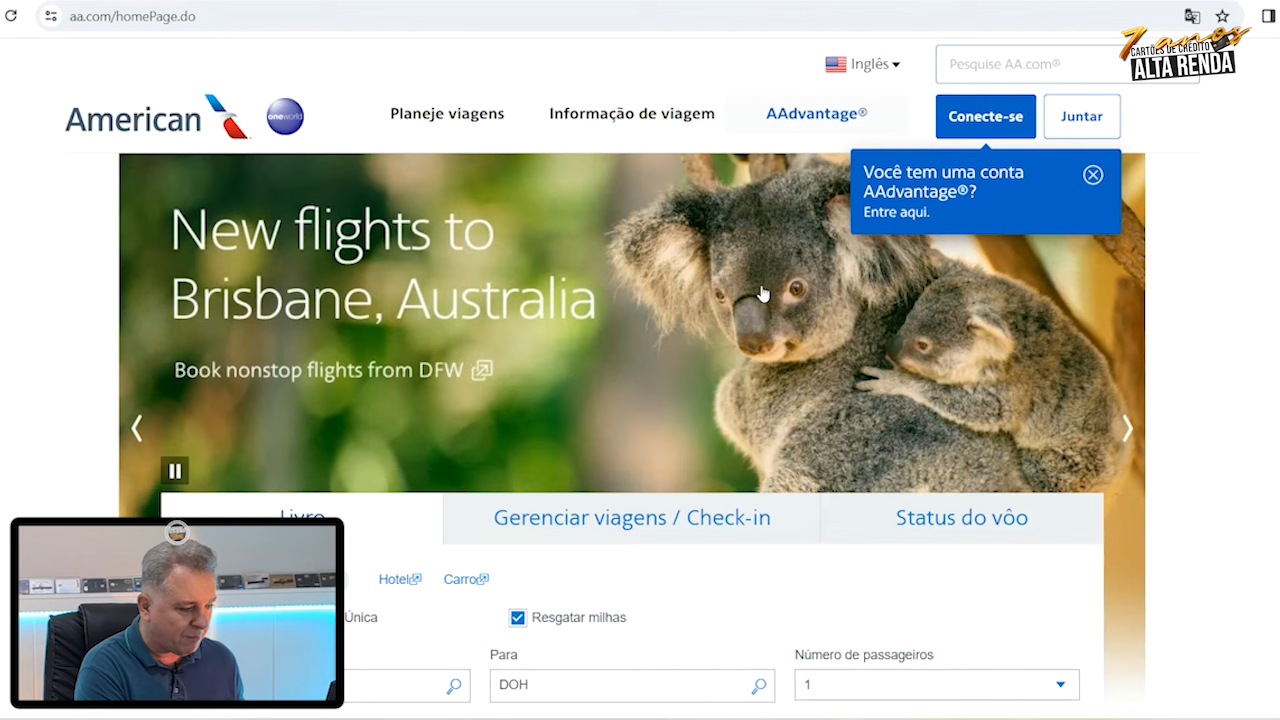 aa.com/homePage.do
7 anos
CARTÕES DE CRÉDITO
ALTA RENDA
Inglês
Pesquise AA.com®
American
oneworld
Planeje viagens
Informação de viagem
AAdvantage®
Conecte-se
Juntar
Você tem uma conta
AAdvantage®?
Entre aqui.
New flights to
Brisbane, Australia
Book nonstop flights from DFW
Livro
Gerenciar viagens / Check-in
Status do vôo
Hotel
Carro
Única
Resgatar milhas
Para
Número de passageiros
DOH
1